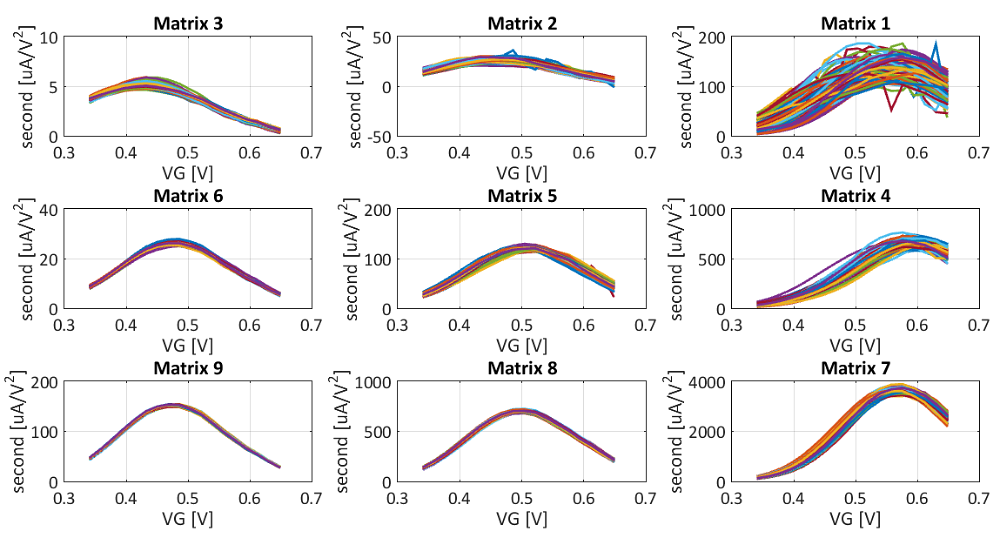 Matrix 3
second [uA/V²]
10
5
0
0.3 0.4 0.5 0.6 0.7
VG [V]
Matrix 2
second [uA/V²]
50
0
-50
0.3 0.4 0.5 0.6 0.7
VG [V]
Matrix 1
second [uA/V²]
200
100
0
0.3 0.4 0.5 0.6 0.7
VG [V]
Matrix 6
second [uA/V²]
40
20
0
0.3 0.4 0.5 0.6 0.7
VG [V]
Matrix 5
second [uA/V²]
200
100
0
0.3 0.4 0.5 0.6 0.7
VG [V]
Matrix 4
second [uA/V²]
1000
500
0
0.3 0.4 0.5 0.6 0.7
VG [V]
Matrix 9
second [uA/V²]
200
100
0
0.3 0.4 0.5 0.6 0.7
VG [V]
Matrix 8
second [uA/V²]
1000
500
0
0.3 0.4 0.5 0.6 0.7
VG [V]
Matrix 7
second [uA/V²]
4000
2000
0
0.3 0.4 0.5 0.6 0.7
VG [V]